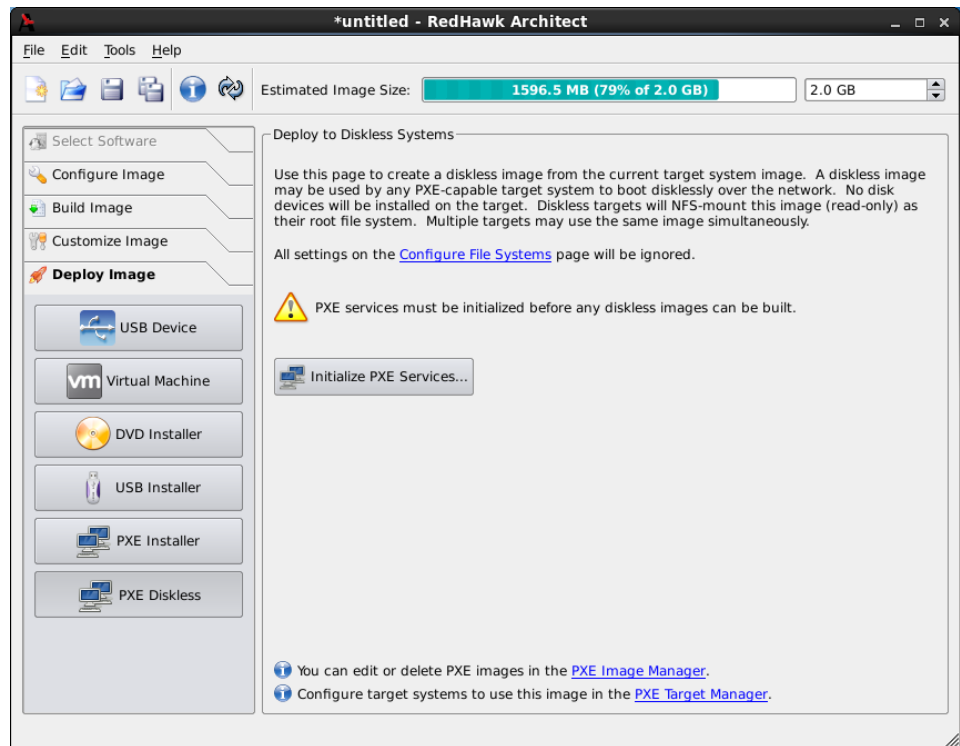 *untitled - RedHawk Architect
File Edit Tools Help
Estimated Image Size: 1596.5 MB (79% of 2.0 GB) 2.0 GB
Select Software
Configure Image
Build Image
Customize Image
Deploy Image
USB Device
vm Virtual Machine
DVD Installer
USB Installer
PXE Installer
PXE Diskless
Deploy to Diskless Systems
Use this page to create a diskless image from the current target system image. A diskless image
may be used by any PXE-capable target system to boot disklessly over the network. No disk
devices will be installed on the target. Diskless targets will NFS-mount this image (read-only) as
their root file system. Multiple targets may use the same image simultaneously.
All settings on the Configure File Systems page will be ignored.
PXE services must be initialized before any diskless images can be built.
Initialize PXE Services...
You can edit or delete PXE images in the PXE Image Manager.
Configure target systems to use this image in the PXE Target Manager.